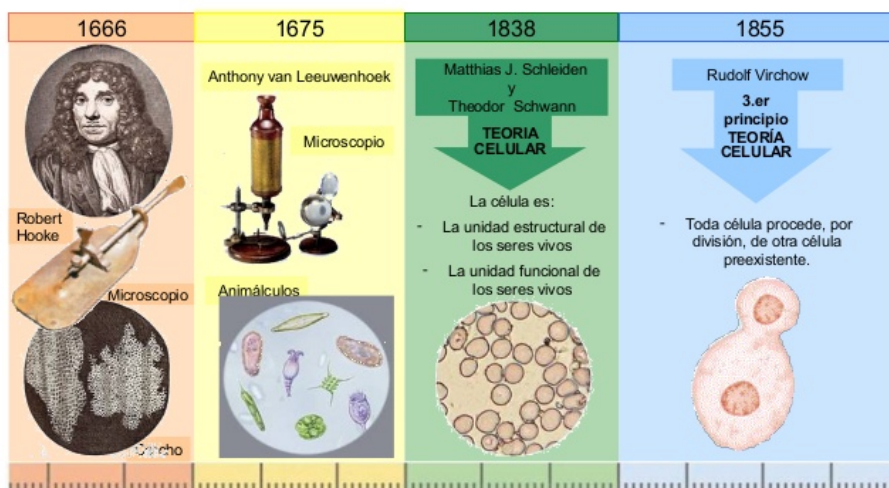 1666
Robert
Hooke
Microscopio
1675
Anthony van Leeuwenhoek
Microscopio
Animálculos
1838
Matthias J. Schleiden
y
Theodor Schwann
TEORIA
CELULAR
La célula es:
- La unidad estructural de
los seres vivos
- La unidad funcional de
los seres vivos
1855
Rudolf Virchow
3.er
principio
TEORÍA
CELULAR
- Toda célula procede, por
división, de otra célula
preexistente.